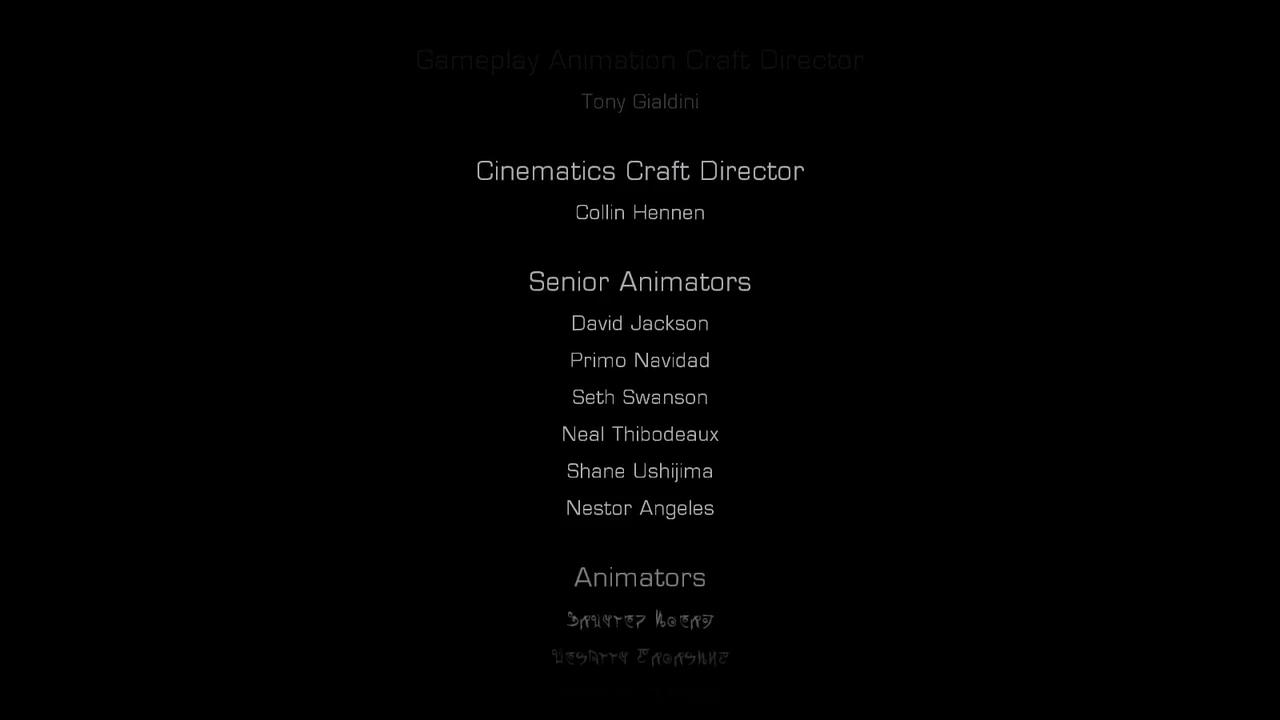 Gameplay Animation Craft Director
Tony Gialdini
Cinematics Craft Director
Collin Hennen
Senior Animators
David Jackson
Primo Navidad
Seth Swanson
Neal Thibodeaux
Shane Ushijima
Nestor Angeles
Animators